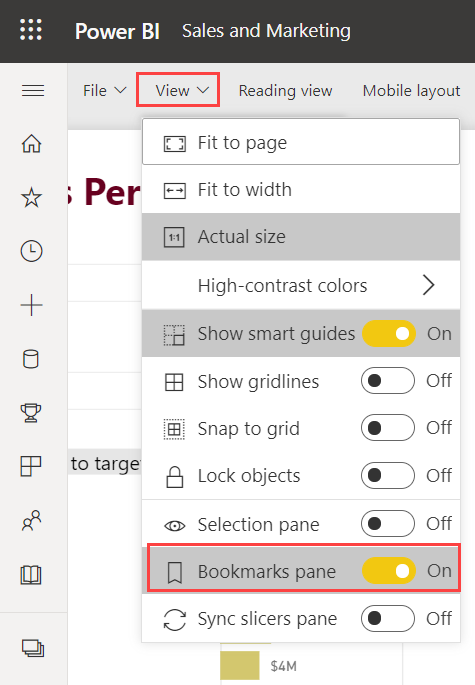 Power BI Sales and Marketing
File View Reading view Mobile layout
Fit to page
s Per
Fit to width
1:1 Actual size
High-contrast colors
Show smart guides On
Show gridlines Off
Snap to grid Off
to target
Lock objects Off
Selection pane Off
Bookmarks pane On
Sync slicers pane Off
$4M